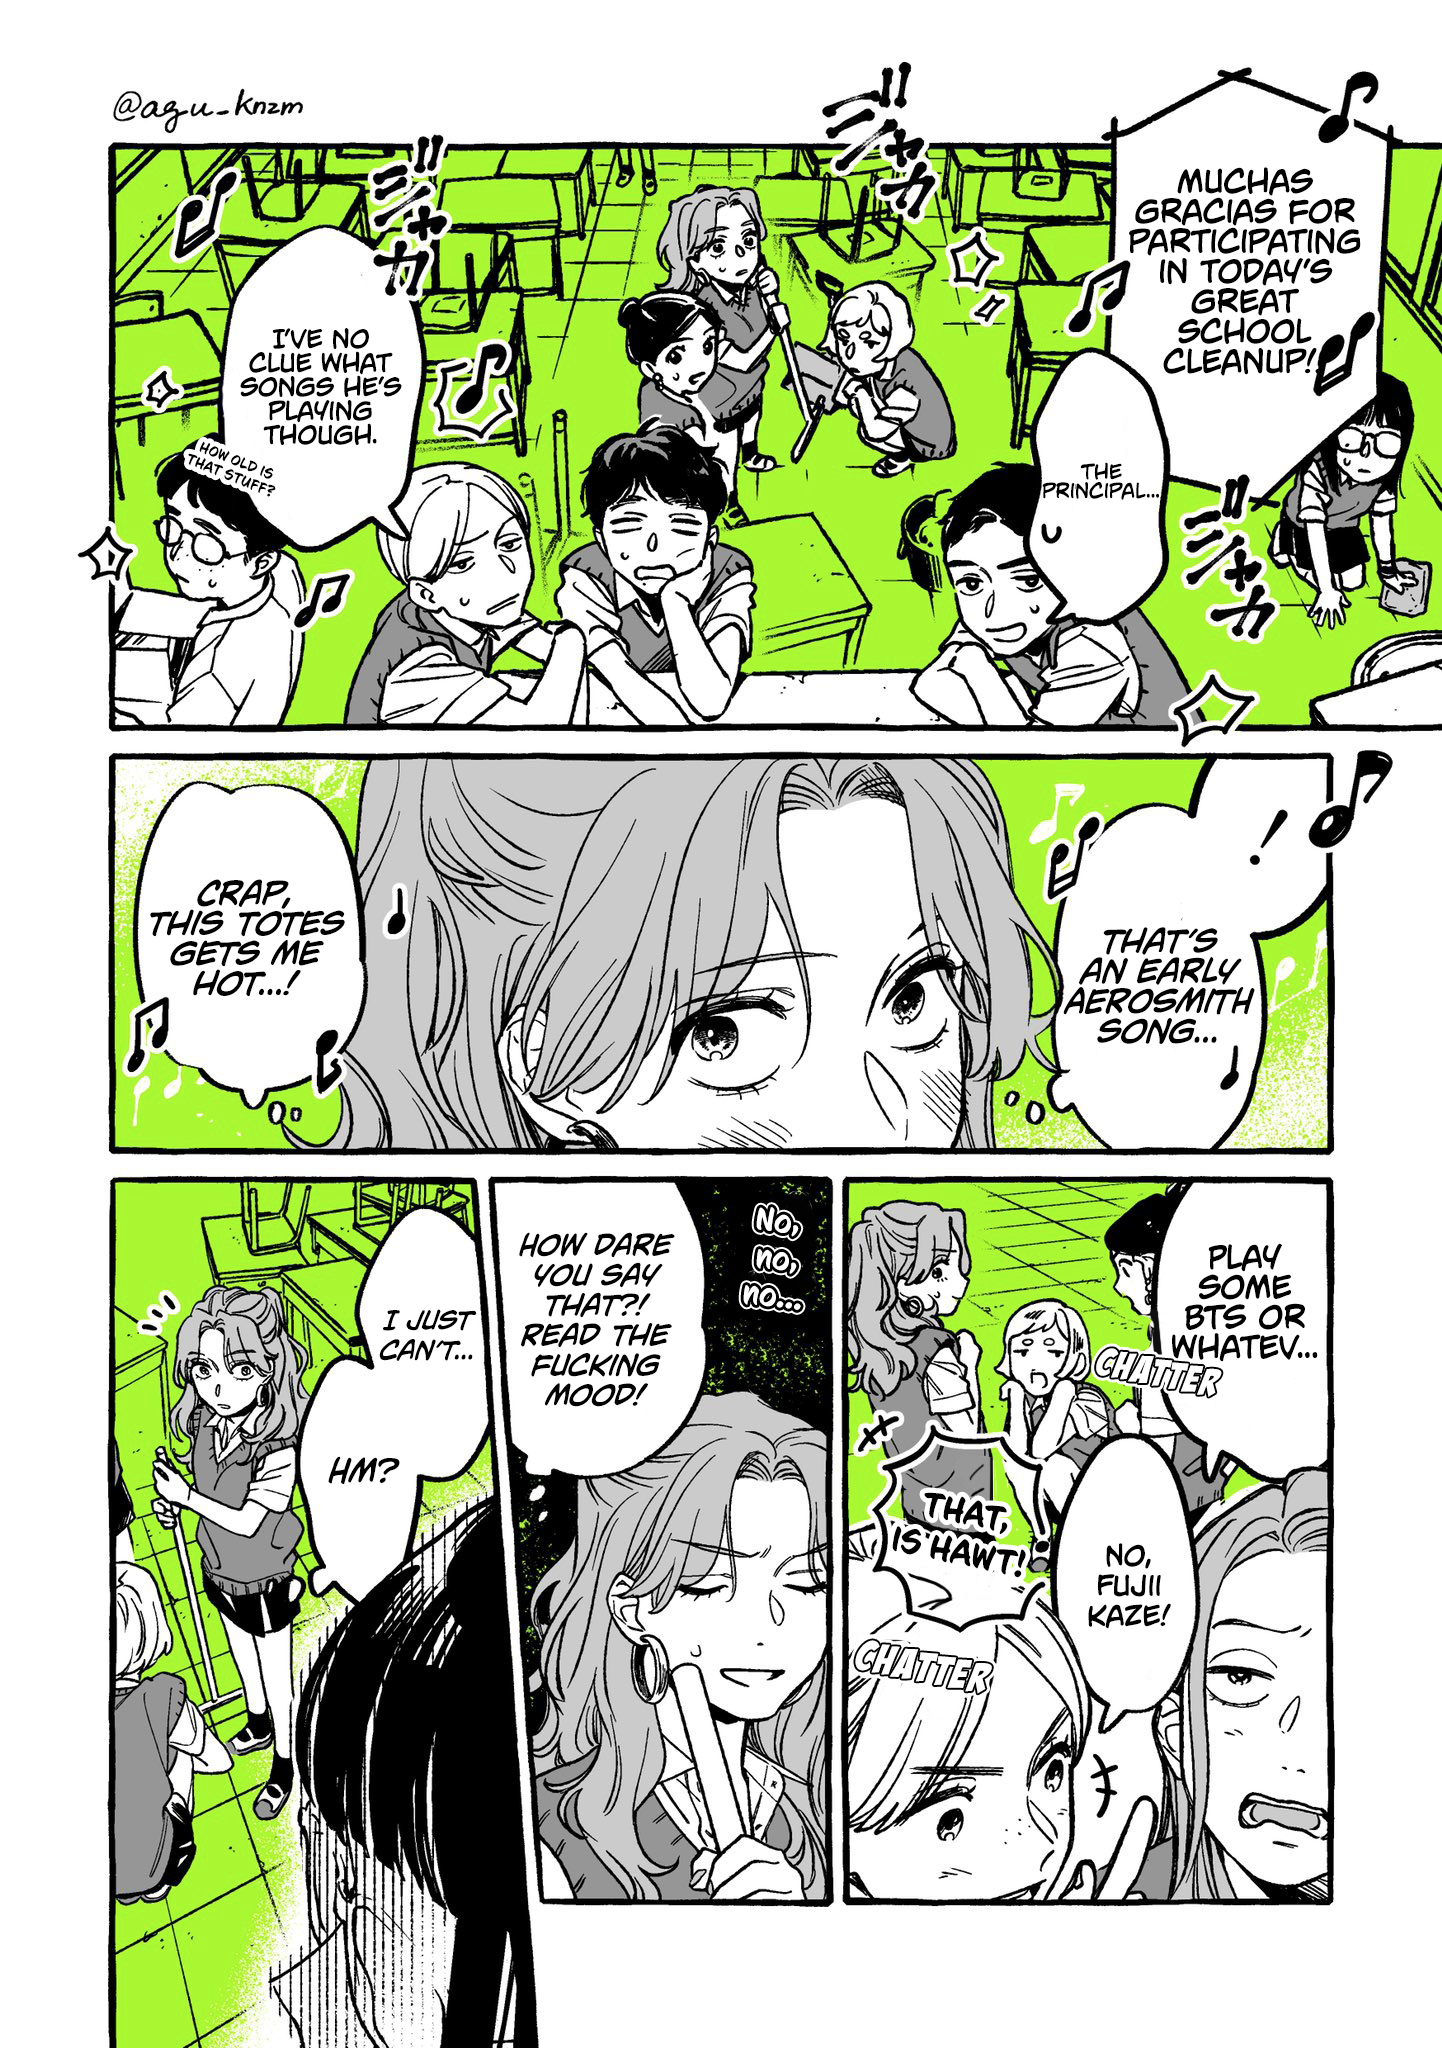 @agu_knzm
MUCHAS
GRACIAS FOR
PARTICIPATING
IN TODAY'S
GREAT
SCHOOL
CLEANUP!
ジャカ
THE
PRINCIPAL...
ジャカ
ジャカ
I'VE NO
CLUE WHAT
SONGS HE'S
PLAYING
THOUGH.
HOW OLD IS
THAT STUFF?
!
THAT'S
AN EARLY
AEROSMITH
SONG...
CRAP,
THIS TOTES
GETS ME
HOT...!
PLAY
SOME
BTS OR
WHATEV...
CHATTER
NO,
FUJII
KAZE!
THAT,
IS HAWT!
CHATTER
NO,
NO,
NO...
HOW DARE
YOU SAY
THAT?!
READ THE
FUCKING
MOOD!
I JUST
CAN'T...
HM?